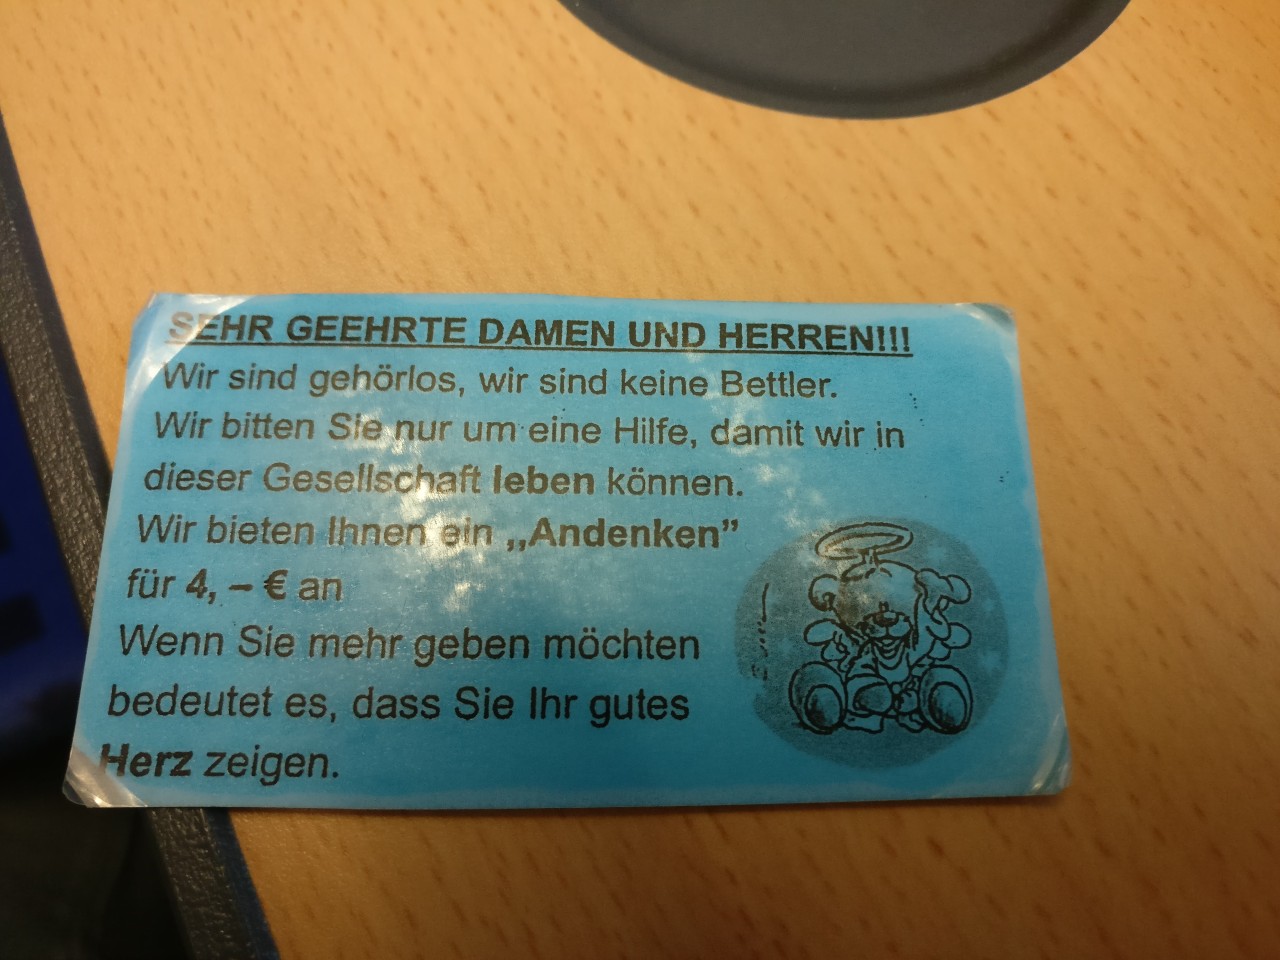 SEHR GEEHRTE DAMEN UND HERREN!!!
Wir sind gehörlos, wir sind keine Bettler.
Wir bitten Sie nur um eine Hilfe, damit wir in
dieser Gesellschaft leben können.
Wir bieten Ihnen ein „Andenken”
für 4, – € an
Wenn Sie mehr geben möchten
bedeutet es, dass Sie Ihr gutes
Herz zeigen.